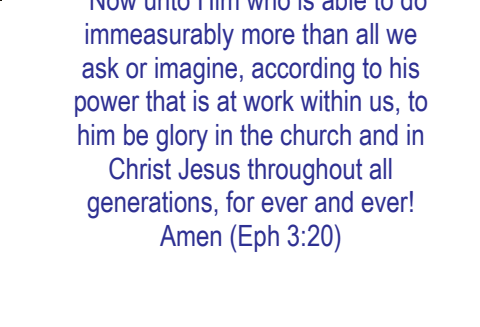 "Now unto Him who is able to do
immeasurably more than all we
ask or imagine, according to his
power that is at work within us, to
him be glory in the church and in
Christ Jesus throughout all
generations, for ever and ever!
Amen (Eph 3:20)